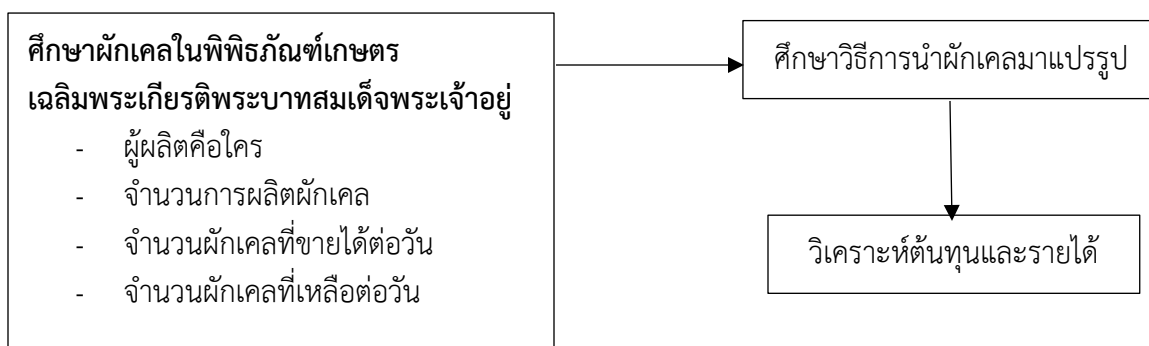 ศึกษาผักเคลในพิพิธภัณฑ์เกษตร
เฉลิมพระเกียรติพระบาทสมเด็จพระเจ้าอยู่
- ผู้ผลิตคือใคร
- จำนวนการผลิตผักเคล
- จำนวนผักเคลที่ขายได้ต่อวัน
- จำนวนผักเคลที่เหลือต่อวัน
ศึกษาวิธีการนำผักเคลมาแปรรูป
วิเคราะห์ต้นทุนและรายได้